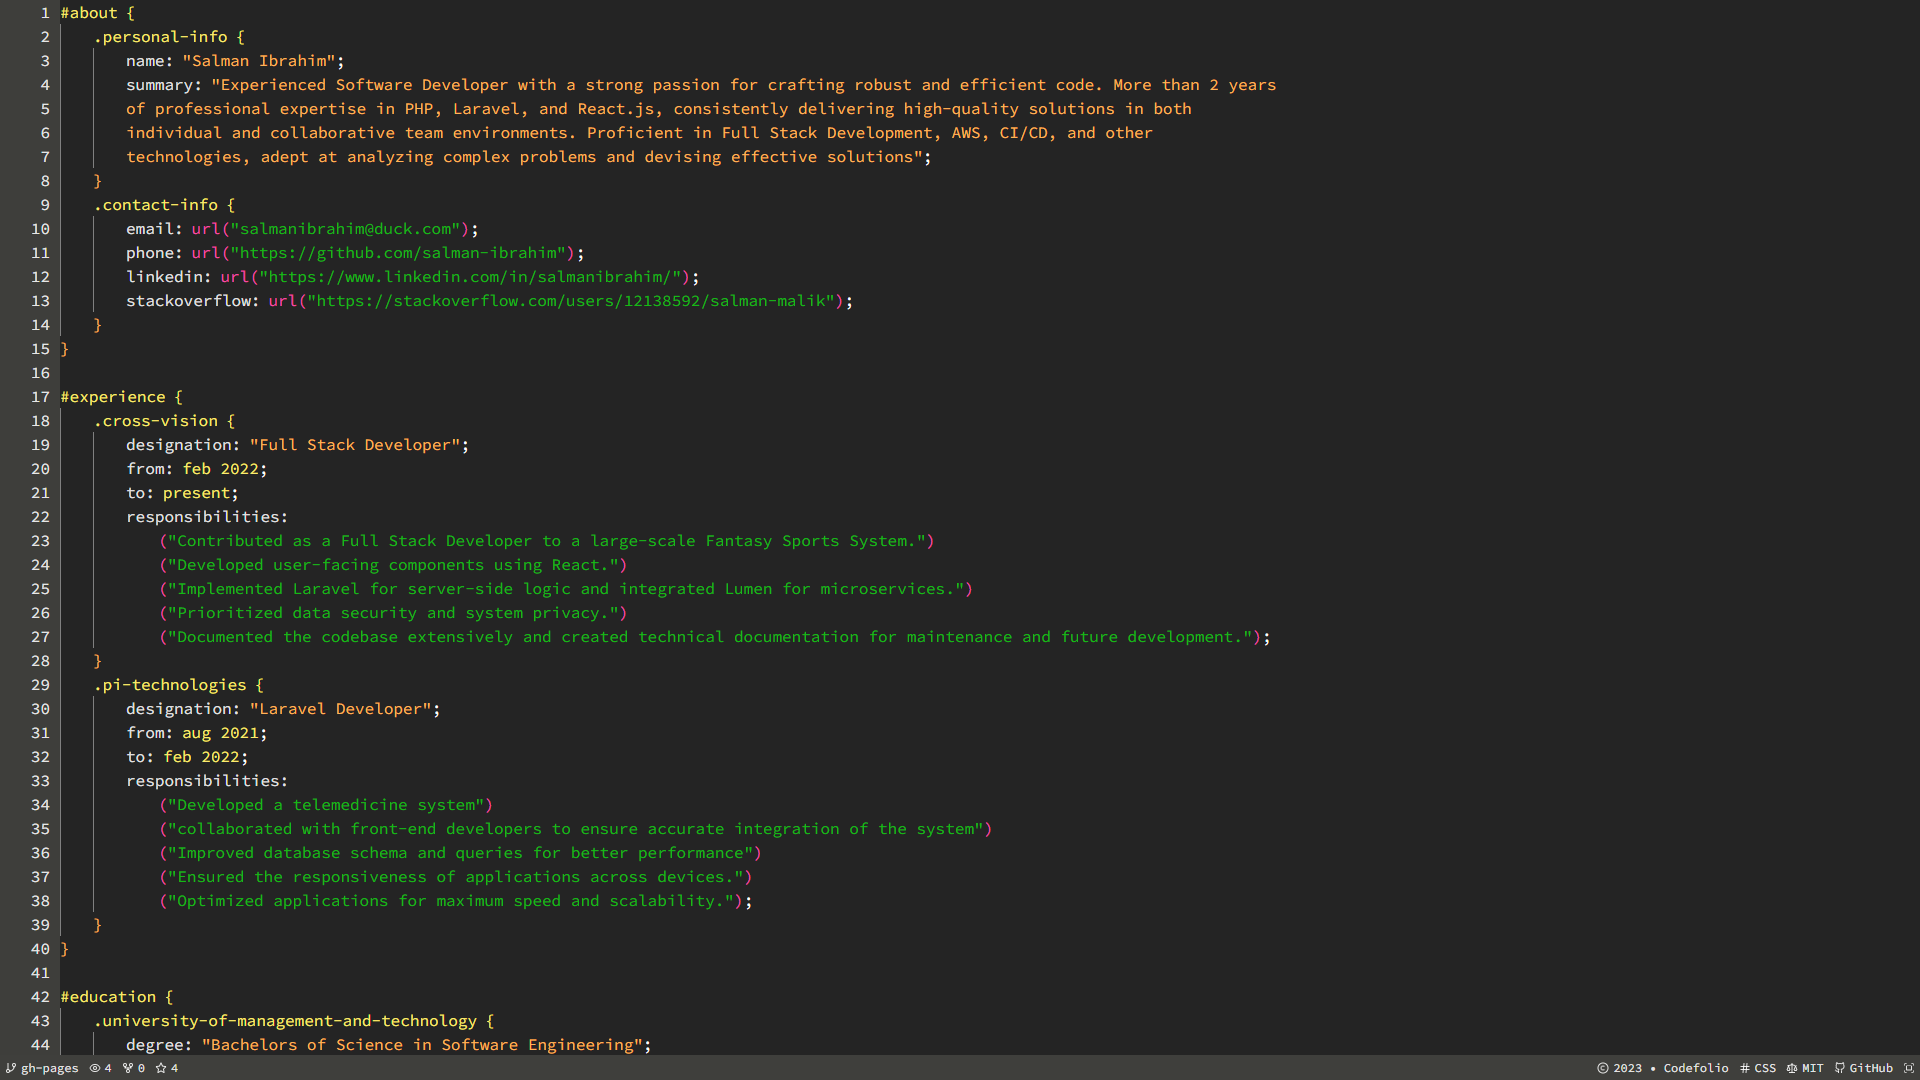 1 #about {
2 .personal-info {
3 name: "Salman Ibrahim";
4 summary: "Experienced Software Developer with a strong passion for crafting robust and efficient code. More than 2 years
5 of professional expertise in PHP, Laravel, and React.js, consistently delivering high-quality solutions in both
6 individual and collaborative team environments. Proficient in Full Stack Development, AWS, CI/CD, and other
7 technologies, adept at analyzing complex problems and devising effective solutions";
8 }
9 .contact-info {
10 email: url("salmanibrahim@duck.com");
11 phone: url("https://github.com/salman-ibrahim");
12 linkedin: url("https://www.linkedin.com/in/salmanibrahim/");
13 stackoverflow: url("https://stackoverflow.com/users/12138592/salman-malik");
14 }
15 }
16
17 #experience {
18 .cross-vision {
19 designation: "Full Stack Developer";
20 from: feb 2022;
21 to: present;
22 responsibilities:
23 ("Contributed as a Full Stack Developer to a large-scale Fantasy Sports System.")
24 ("Developed user-facing components using React.")
25 ("Implemented Laravel for server-side logic and integrated Lumen for microservices.")
26 ("Prioritized data security and system privacy.")
27 ("Documented the codebase extensively and created technical documentation for maintenance and future development.");
28 }
29 .pi-technologies {
30 designation: "Laravel Developer";
31 from: aug 2021;
32 to: feb 2022;
33 responsibilities:
34 ("Developed a telemedicine system")
35 ("collaborated with front-end developers to ensure accurate integration of the system")
36 ("Improved database schema and queries for better performance")
37 ("Ensured the responsiveness of applications across devices.")
38 ("Optimized applications for maximum speed and scalability.");
39 }
40 }
41
42 #education {
43 .university-of-management-and-technology {
44 degree: "Bachelors of Science in Software Engineering";
gh-pages 4 0 4 © 2023 • Codefolio # CSS MIT GitHub